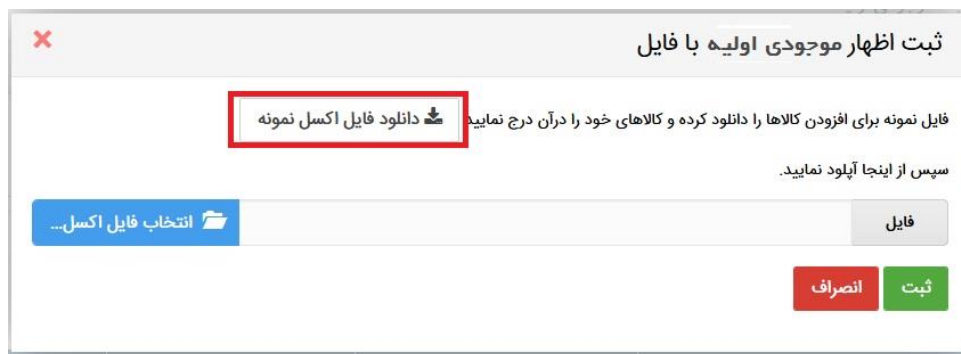 ثبت اظهار موجودی اولیه با فایل
فایل نمونه برای افزودن کالاها را دانلود کرده و کالاهای خود را درآن درج نمایید دانلود فایل اکسل نمونه
سپس از اینجا آپلود نمایید.
فایل انتخاب فایل اکسل...
ثبت انصراف